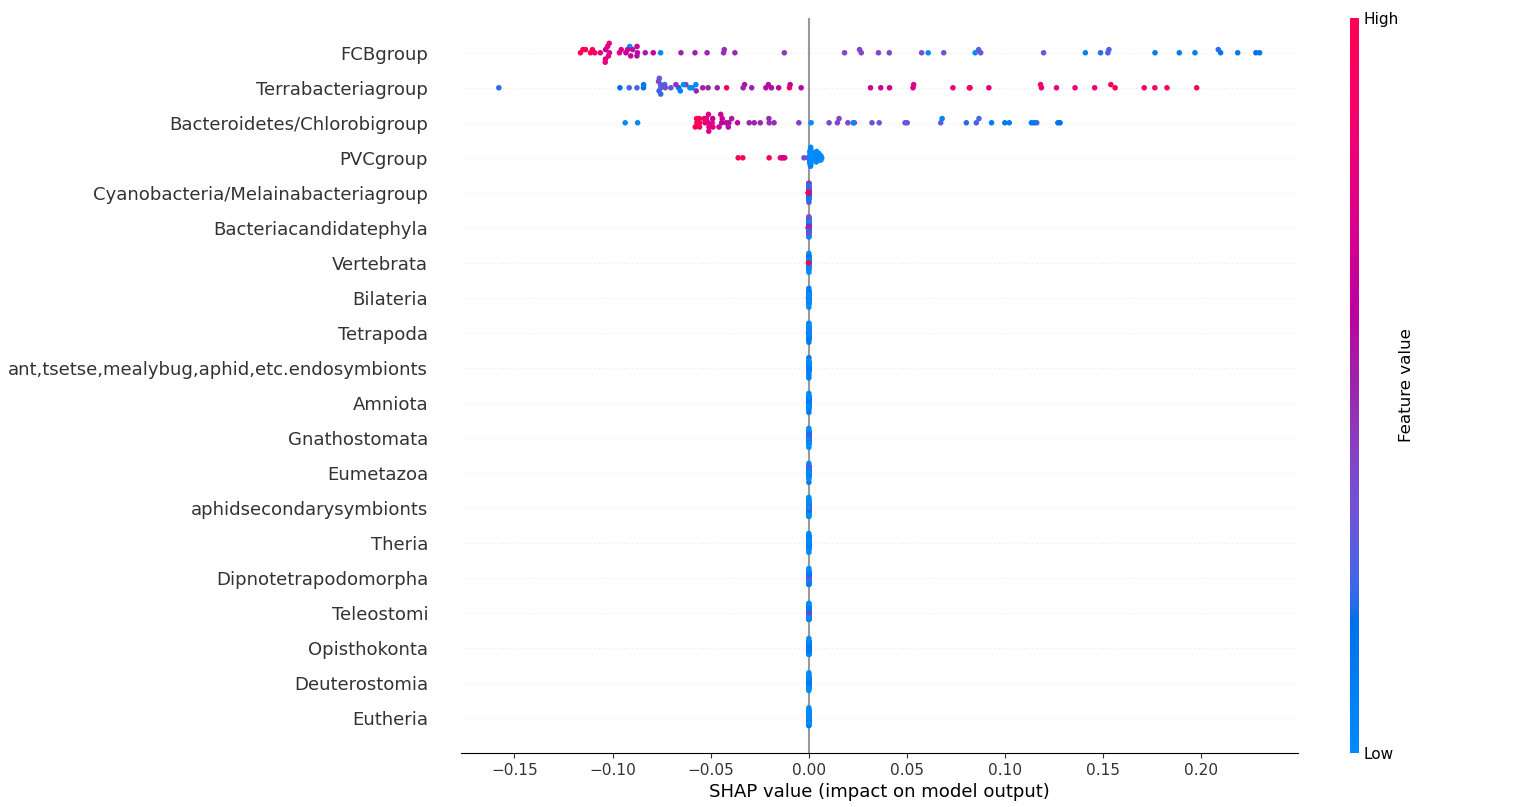 High
FCBgroup
Terrabacteriagroup
Bacteroidetes/Chlorobigroup
PVCgroup
Cyanobacteria/Melainabacteriagroup
Bacteriacandidatephyla
Vertebrata
Bilateria
Tetrapoda
ant,tsetse,mealybug,aphid,etc.endosymbionts
Amniota
Gnathostomata
Eumetazoa
aphidsecondarysymbionts
Theria
Dipnotetrapodomorpha
Teleostomi
Opisthokonta
Deuterostomia
Eutheria
Feature value
Low
−0.15 −0.10 −0.05 0.00 0.05 0.10 0.15 0.20
SHAP value (impact on model output)